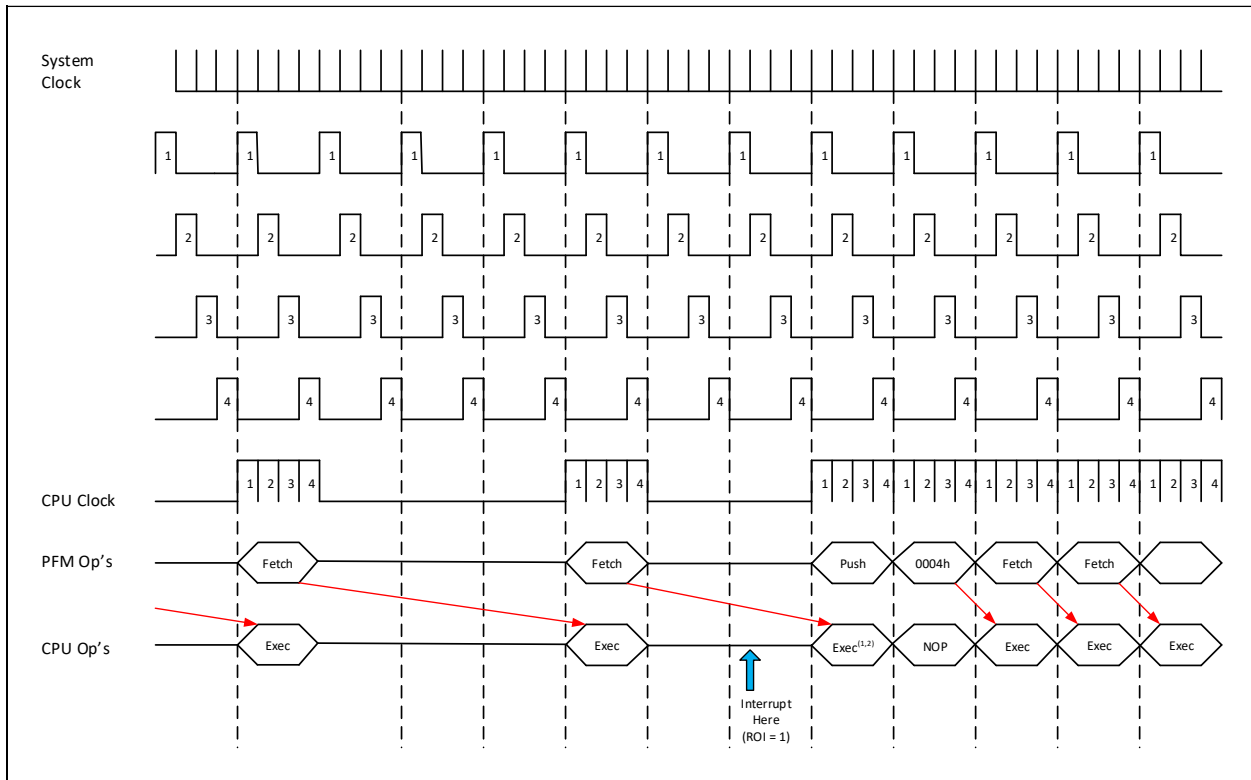 System
Clock
1 1 1 1 1 1 1 1 1 1 1 1 1
2 2 2 2 2 2 2 2 2 2 2 2 2
3 3 3 3 3 3 3 3 3 3 3 3 3
4 4 4 4 4 4 4 4 4 4 4 4 4
CPU Clock 1 2 3 4 1 2 3 4 1 2 3 4 1 2 3 4 1 2 3 4 1 2 3 4 1 2 3 4
PFM Op's Fetch Fetch Push 0004h Fetch Fetch
CPU Op's Exec Exec Exec(1,2) NOP Exec Exec Exec
Interrupt
Here
(ROI = 1)